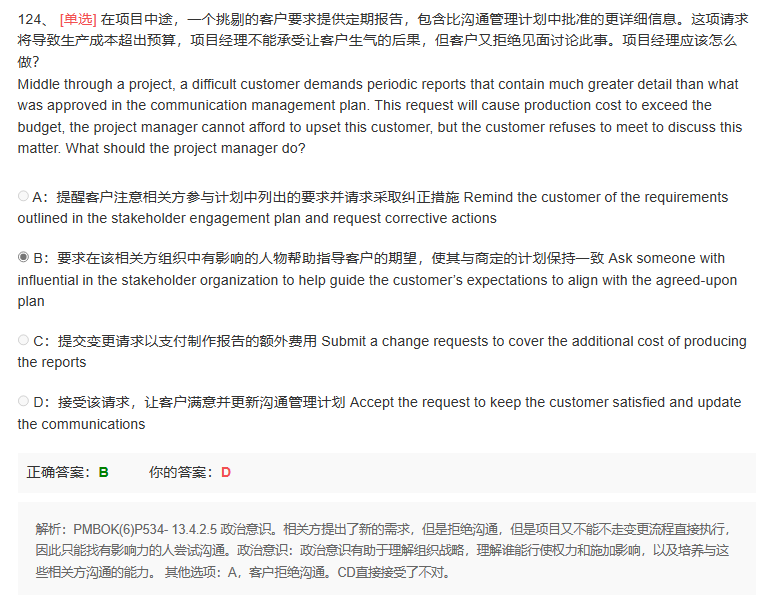 124、 [单选] 在项目中途，一个挑剔的客户要求提供定期报告，包含比沟通管理计划中批准的更详细信息。这项请求
将导致生产成本超出预算，项目经理不能承受让客户生气的后果，但客户又拒绝见面讨论此事。项目经理应该怎么
做？
Middle through a project, a difficult customer demands periodic reports that contain much greater detail than what
was approved in the communication management plan. This request will cause production cost to exceed the
budget, the project manager cannot afford to upset this customer, but the customer refuses to meet to discuss this
matter. What should the project manager do?
A：提醒客户注意相关方参与计划中列出的要求并请求采取纠正措施 Remind the customer of the requirements
outlined in the stakeholder engagement plan and request corrective actions
B：要求在该相关方组织中有影响的人物帮助指导客户的期望，使其与商定的计划保持一致 Ask someone with
influential in the stakeholder organization to help guide the customer’s expectations to align with the agreed-upon
plan
C：提交变更请求以支付制作报告的额外费用 Submit a change requests to cover the additional cost of producing
the reports
D：接受该请求，让客户满意并更新沟通管理计划 Accept the request to keep the customer satisfied and update
the communications
正确答案：B 你的答案：D
解析：PMBOK(6)P534- 13.4.2.5 政治意识。相关方提出了新的需求，但是拒绝沟通，但是项目又不能不走变更流程直接执行，
因此只能找有影响力的人尝试沟通。政治意识：政治意识有助于理解组织战略，理解谁能行使权力和施加影响，以及培养与这
些相关方沟通的能力。 其他选项：A，客户拒绝沟通。CD直接接受了不对。